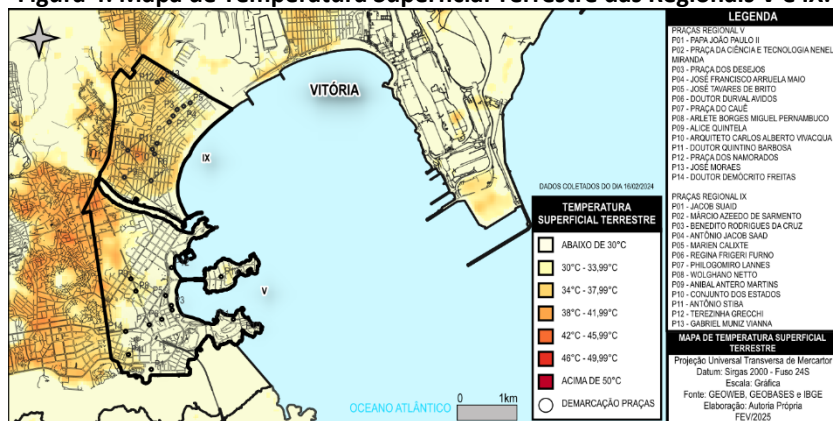 Figura 4: Mapa de Temperatura Superficial Terrestre das Regionais V e IX.
VITÓRIA
IX
V
DADOS COLETADOS DO DIA 16/02/2024
TEMPERATURA
SUPERFICIAL TERRESTRE
ABAIXO DE 30°C
30°C - 33,99°C
34°C - 37,99°C
38°C - 41,99°C
42°C - 45,99°C
46°C - 49,99°C
ACIMA DE 50°C
DEMARCAÇÃO PRAÇAS
OCEANO ATLÂNTICO
0 1km
LEGENDA
PRAÇAS REGIONAL V
P01 - PAPA JOÃO PAULO II
P02 - PRAÇA DA CIÊNCIA E TECNOLOGIA NENEL
MIRANDA
P03 - PRAÇA DOS DESEJOS
P04 - JOSÉ FRANCISCO ARRUELA MAIO
P05 - JOSÉ TAVARES DE BRITO
P06 - DOUTOR DURVAL AVIDOS
P07 - PRAÇA DO CAUÊ
P08 - ARLETE BORGES MIGUEL PERNAMBUCO
P09 - ALICE QUINTELA
P10 - ARQUITETO CARLOS ALBERTO VIVACQUA
P11 - DOUTOR QUINTINO BARBOSA
P12 - PRAÇA DOS NAMORADOS
P13 - JOSÉ MORAES
P14 - DOUTOR DEMÓCRITO FREITAS
PRAÇAS REGIONAL IX
P01 - JACOB SUAID
P02 - MÁRCIO AZEEDO DE SARMENTO
P03 - BENEDITO RODRIGUES DA CRUZ
P04 - ANTÔNIO JACOB SAAD
P05 - MARIEN CALIXTE
P06 - REGINA FRIGERI FURNO
P07 - PHILOGOMIRO LANNES
P08 - WOLGHANO NETTO
P09 - ANIBAL ANTERO MARTINS
P10 - CONJUNTO DOS ESTADOS
P11 - ANTÔNIO STIBA
P12 - TEREZINHA GRECCHI
P13 - GABRIEL MUNIZ VIANNA
MAPA DE TEMPERATURA SUPERFICIAL
TERRESTRE
Projeção Universal Transversa de Mercartor
Datum: Sirgas 2000 - Fuso 24S
Escala: Gráfica
Fonte: GEOWEB, GEOBASES e IBGE
Elaboração: Autoria Própria
FEV/2025